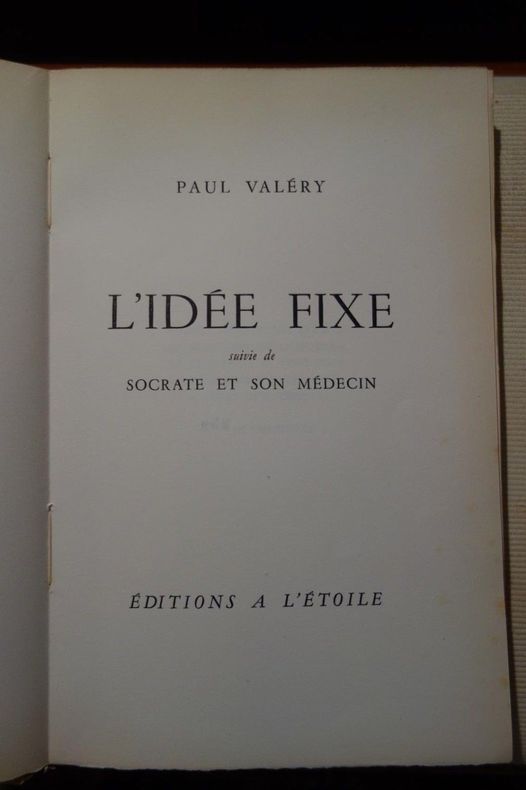 PAUL VALÉRY
L'IDÉE FIXE
suivie de
SOCRATE ET SON MÉDECIN
ÉDITIONS A L'ÉTOILE